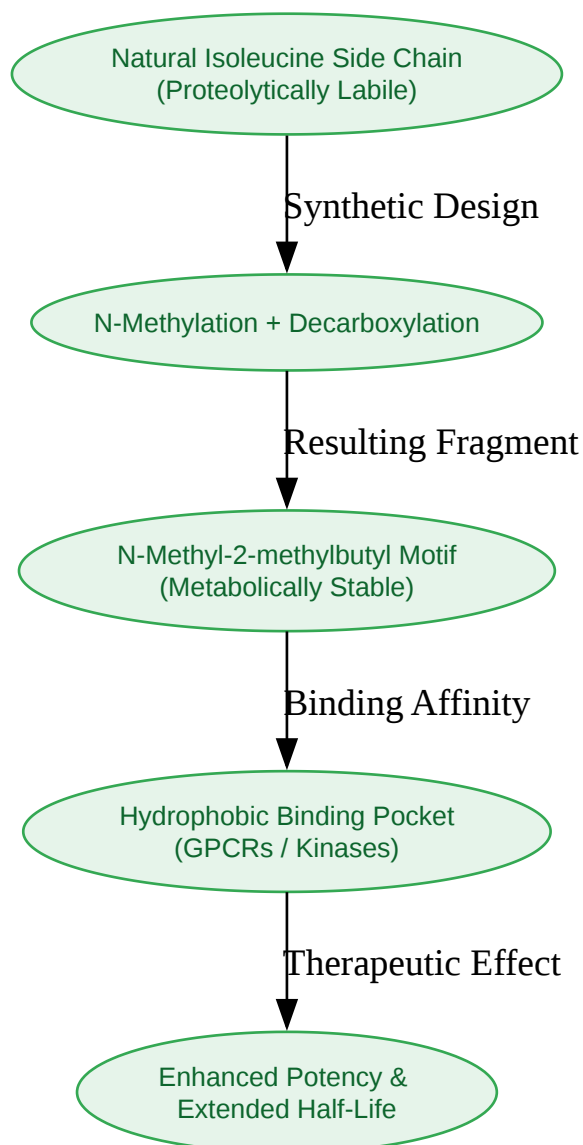 Natural Isoleucine Side Chain
(Proteolytically Labile)
Synthetic Design
N-Methylation + Decarboxylation
Resulting Fragment
N-Methyl-2-methylbutyl Motif
(Metabolically Stable)
Binding Affinity
Hydrophobic Binding Pocket
(GPCRs / Kinases)
Therapeutic Effect
Enhanced Potency &
Extended Half-Life